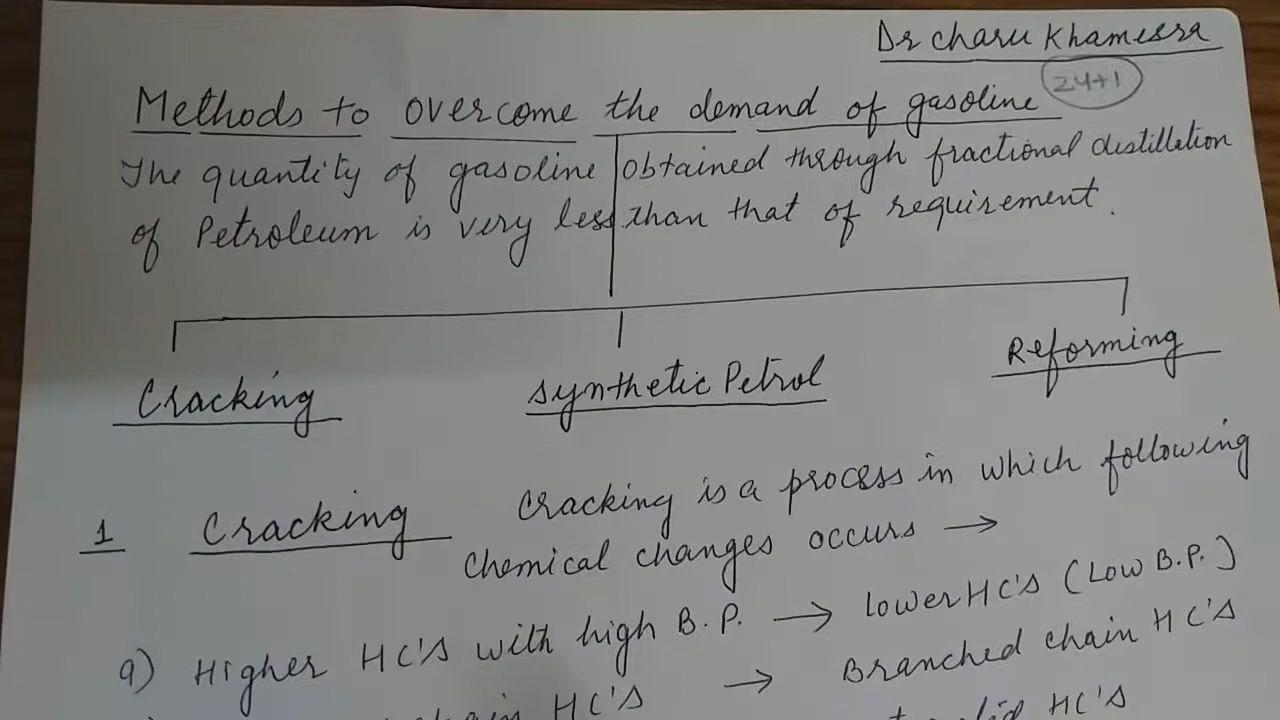 Dr Charu Khamesra
24+1
Methods to overcome the demand of gasoline
The quantity of gasoline obtained through fractional distillation
of Petroleum is very less than that of requirement.
Cracking
Synthetic Petrol
Reforming
1 Cracking Cracking is a process in which following
Chemical changes occurs →
a) Higher HC's with high B.P. → lower HC's (Low B.P.)
chain HC's → Branched chain HC's
HC's